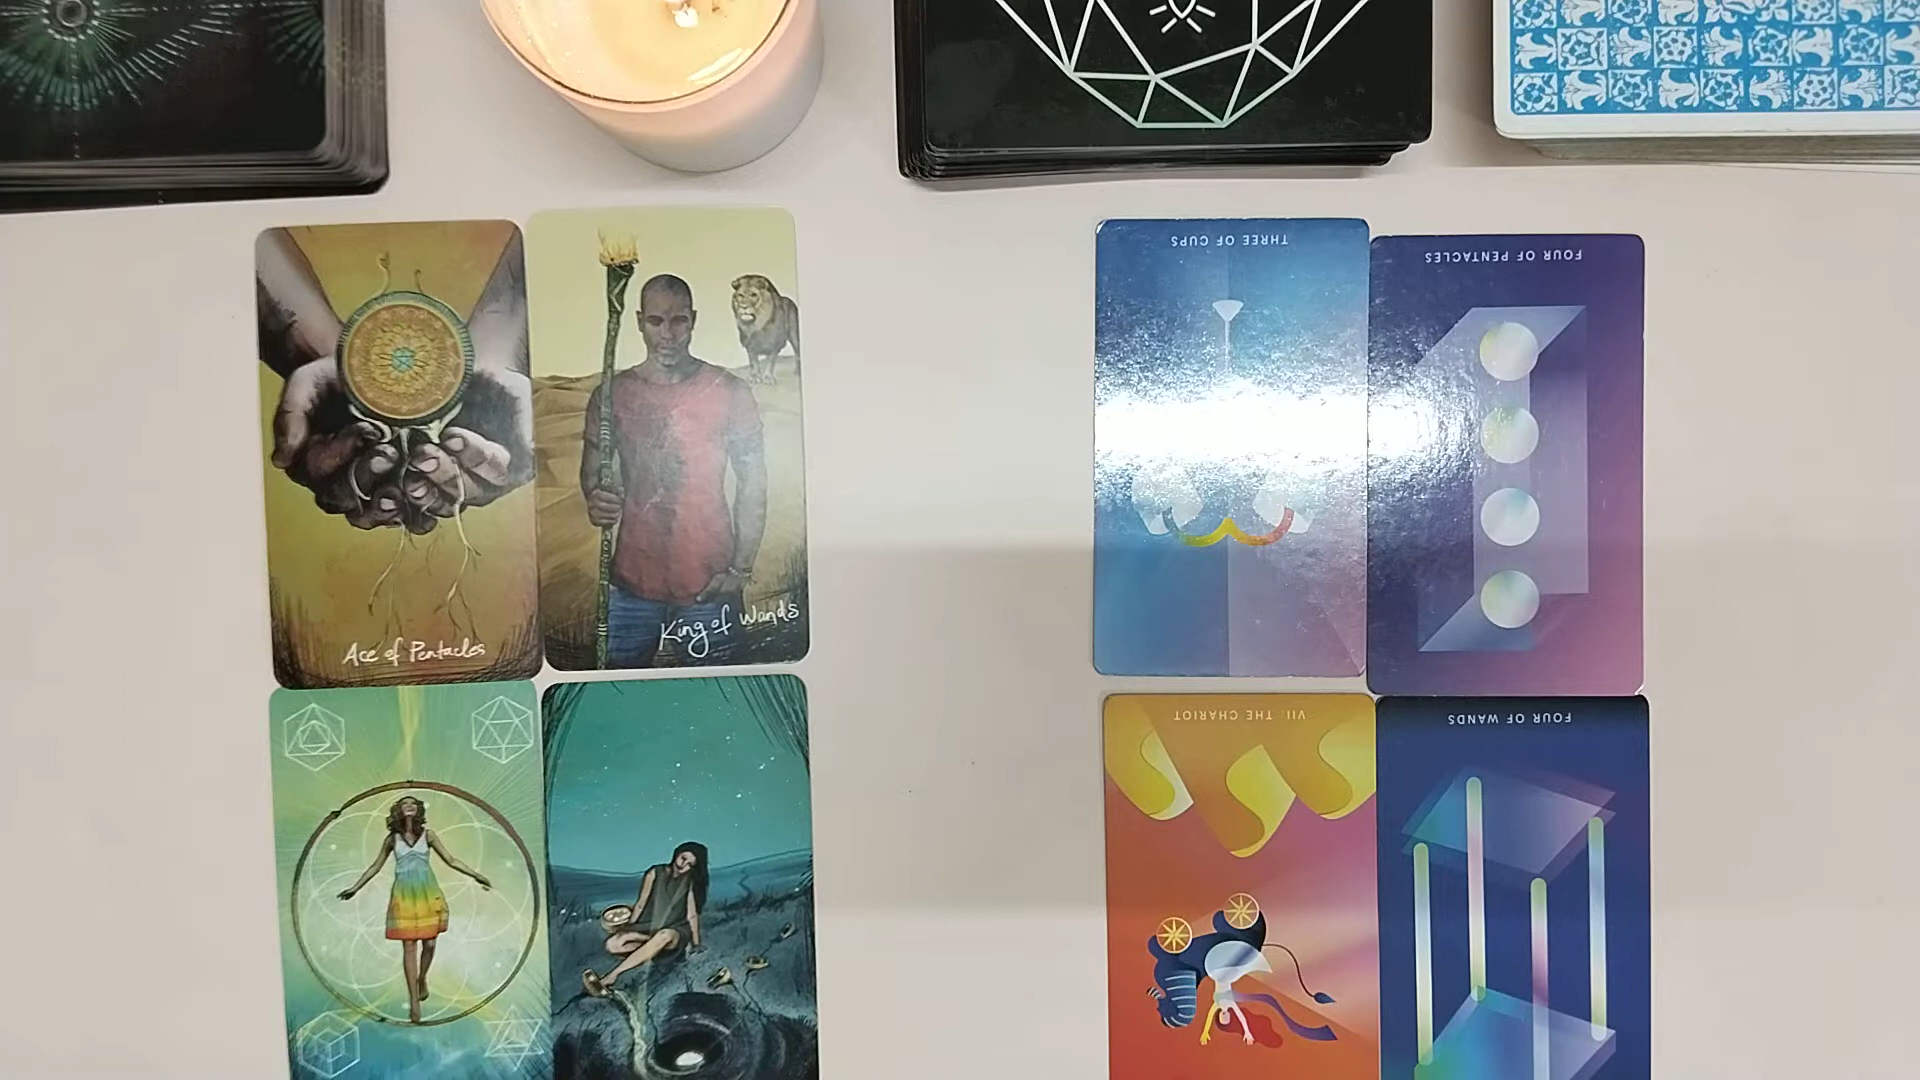 Ace of Pentacles
King of Wands
THREE OF CUPS
FOUR OF PENTACLES
VII. THE CHARIOT
FOUR OF WANDS